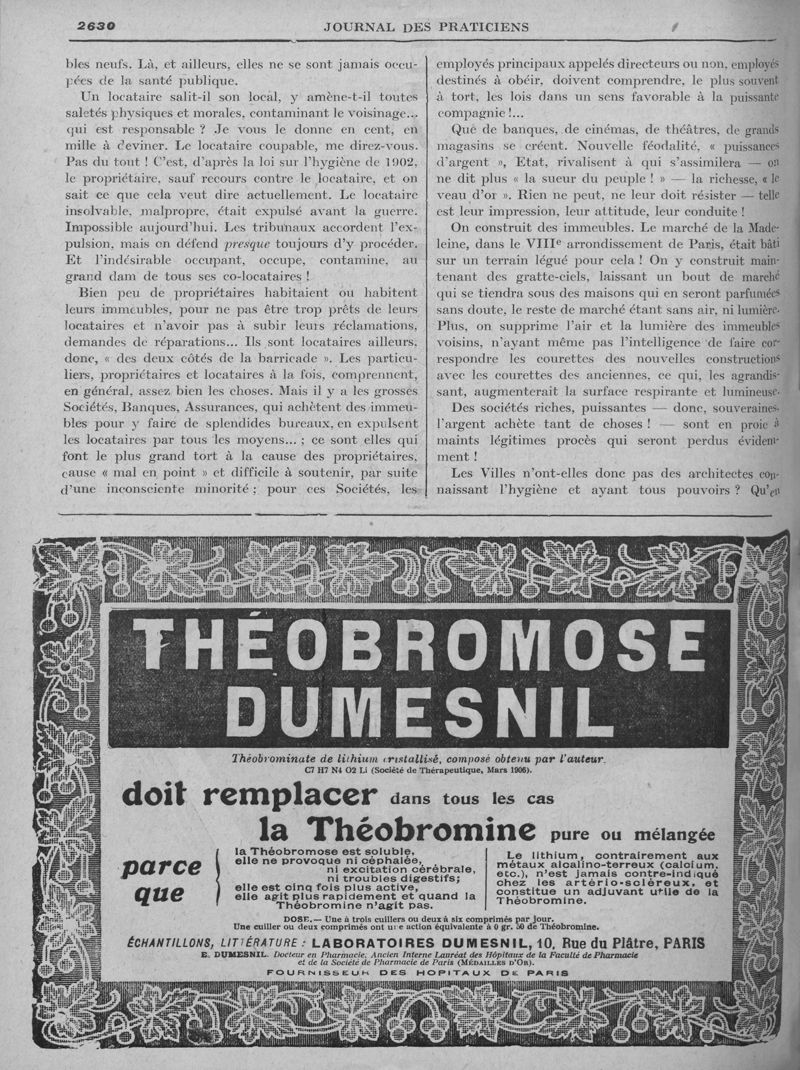 2630
JOURNAL DES PRATICIENS
bles neufs. Là, et ailleurs, elles ne se sont jamais occu-
pées de la santé publique.
Un locataire salit-il son local, y amène-t-il toutes
saletés physiques et morales, contaminant le voisinage...
qui est responsable ? Je vous le donne en cent, en
mille à deviner. Le locataire coupable, me direz-vous.
Pas du tout ! C'est, d'après la loi sur l'hygiène de 1902,
le propriétaire, sauf recours contre le locataire, et on
sait ce que cela veut dire actuellement. Le locataire
insolvable, malpropre, était expulsé avant la guerre.
Impossible aujourd'hui. Les tribunaux accordent l'ex-
pulsion, mais on défend presque toujours d'y procéder.
Et l'indésirable occupant, occupe, contamine, au
grand dam de tous ses co-locataires !
Bien peu de propriétaires habitaient ou habitent
leurs immeubles, pour ne pas être trop prêts de leurs
locataires et n'avoir pas à subir leurs réclamations,
demandes de réparations... Ils sont locataires ailleurs,
donc, « des deux côtés de la barricade ». Les particu-
liers, propriétaires et locataires à la fois, comprennent,
en général, assez bien les choses. Mais il y a les grosses
Sociétés, Banques, Assurances, qui achètent des immeu-
bles pour y faire de splendides bureaux, en expulsent
les locataires par tous les moyens... ; ce sont elles qui
font le plus grand tort à la cause des propriétaires,
cause « mal en point » et difficile à soutenir, par suite
d'une inconsciente minorité ; pour ces Sociétés, les
employés principaux appelés directeurs ou non, employés
destinés à obéir, doivent comprendre, le plus souvent
à tort, les lois dans un sens favorable à la puissante
compagnie !...
Que de banques, de cinémas, de théâtres, de grands
magasins se créent. Nouvelle féodalité, « puissances
d'argent », Etat, rivalisent à qui s'assimilera — on
ne dit plus « la sueur du peuple ! » — la richesse, « le
veau d'or ». Rien ne peut, ne leur doit résister — telle
est leur impression, leur attitude, leur conduite !
On construit des immeubles. Le marché de la Made-
leine, dans le VIIIe arrondissement de Paris, était bâti
sur un terrain légué pour cela ! On y construit main-
tenant des gratte-ciels, laissant un bout de marché
qui se tiendra sous des maisons qui en seront parfumées
sans doute, le reste de marché étant sans air, ni lumière.
Plus, on supprime l'air et la lumière des immeubles
voisins, n'ayant même pas l'intelligence de faire cor-
respondre les courettes des nouvelles constructions
avec les courettes des anciennes, ce qui, les agrandis-
sant, augmenterait la surface respirante et lumineuse.
Des sociétés riches, puissantes — donc, souveraines,
l'argent achète tant de choses ! — sont en proie à
maints légitimes procès qui seront perdus évidem-
ment !
Les Villes n'ont-elles donc pas des architectes con-
naissant l'hygiène et ayant tous pouvoirs ? Qu'en
THÉOBROMOSE
DUMESNIL
Théobrominate de lithium cristallisé, composé obtenu par l'auteur.
C7 H7 N4 O2 Li (Société de Thérapeutique, Mars 1906).
doit remplacer dans tous les cas
la Théobromine pure ou mélangée
parce
que
la Théobromose est soluble,
elle ne provoque ni céphalée,
ni excitation cérébrale,
ni troubles digestifs;
elle est cinq fois plus active,
elle agit plus rapidement et quand la
Théobromine n'agit pas.
Le lithium, contrairement aux
métaux alcalino-terreux (calcium,
etc.), n'est jamais contre-indiqué
chez les artério-scléreux, et
constitue un adjuvant utile de la
Théobromine.
DOSE.— Une à trois cuillers ou deux à six comprimés par jour.
Une cuiller ou deux comprimés ont une action équivalente à 0 gr. 50 de Théobromine.
ÉCHANTILLONS, LITTÉRATURE : LABORATOIRES DUMESNIL, 10, Rue du Plâtre, PARIS
E. DUMESNIL. Docteur en Pharmacie, Ancien Interne Lauréat des Hôpitaux de la Faculté de Pharmacie
et de la Société de Pharmacie de Paris (MÉDAILLES D'OR).
FOURNISSEUR DES HOPITAUX DE PARIS